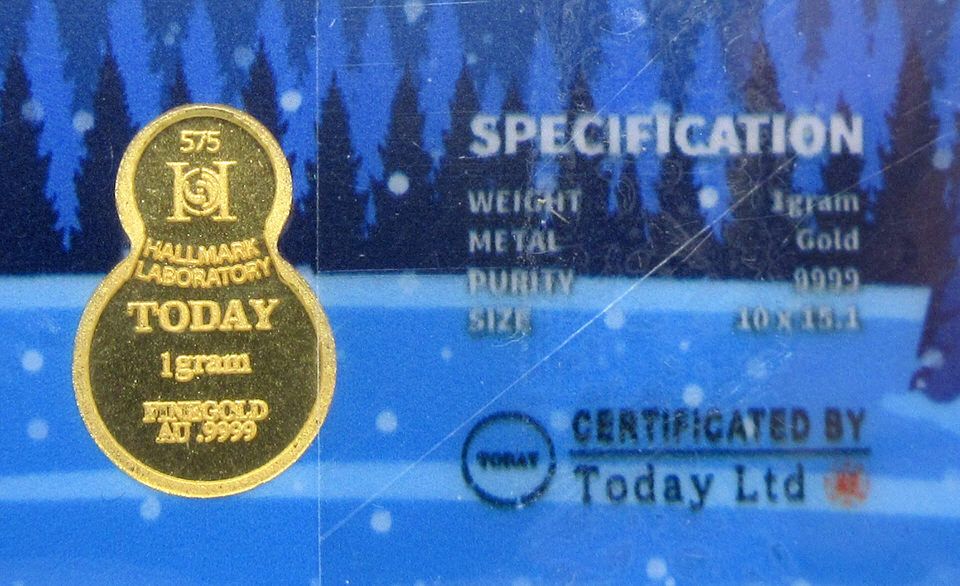 575
H
HALLMARK
LABORATORY
TODAY
1gram
FINEGOLD
AU .9999
SPECIFICATION
WEIGHT 1gram
METAL Gold
PURITY 9999
SIZE 10 x 15.1
TODAY
CERTIFICATED BY
Today Ltd